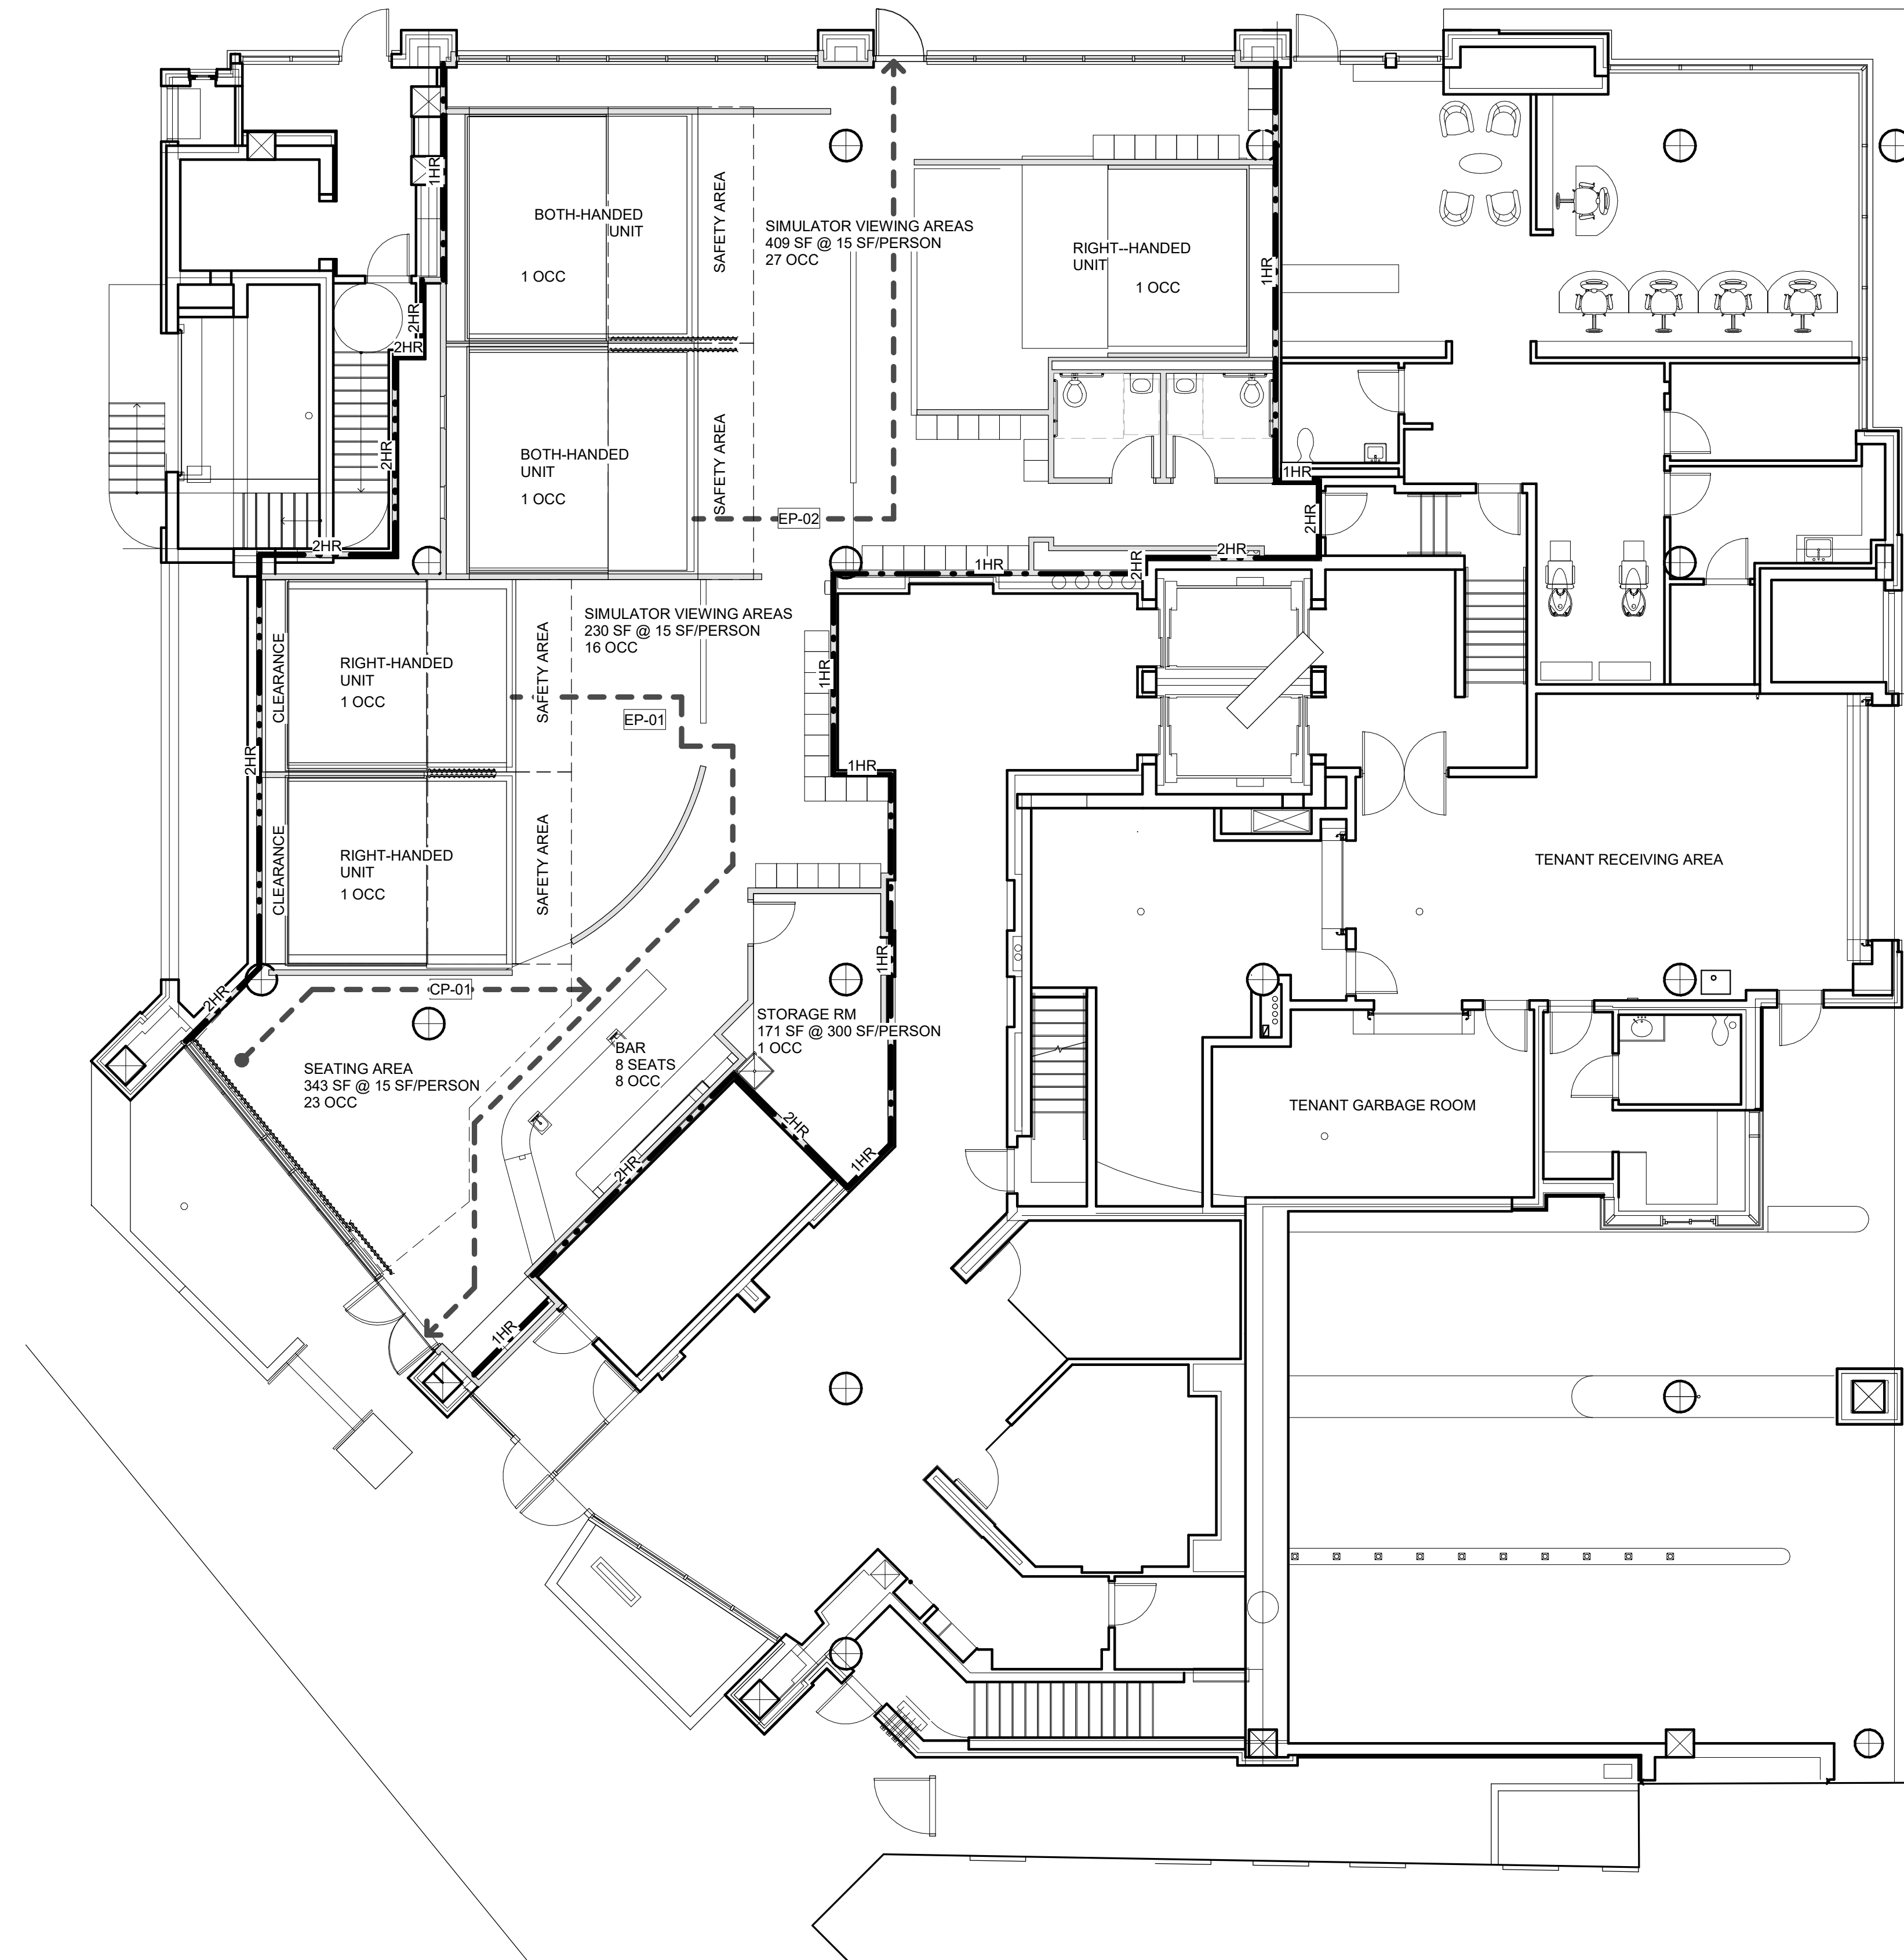 1HR
BOTH-HANDED
UNIT
1 OCC
SAFETY AREA
SIMULATOR VIEWING AREAS
409 SF @ 15 SF/PERSON
27 OCC
RIGHT--HANDED
UNIT
1 OCC
1HR
2HR
2HR
2HR
BOTH-HANDED
UNIT
1 OCC
SAFETY AREA
EP-02
1HR
2HR
2HR
1HR
2HR
2HR
SIMULATOR VIEWING AREAS
230 SF @ 15 SF/PERSON
16 OCC
CLEARANCE
RIGHT-HANDED
UNIT
1 OCC
SAFETY AREA
EP-01
1HR
2HR
1HR
CLEARANCE
RIGHT-HANDED
UNIT
1 OCC
SAFETY AREA
TENANT RECEIVING AREA
1HR
2HR
CP-01
STORAGE RM
171 SF @ 300 SF/PERSON
1 OCC
BAR
8 SEATS
8 OCC
SEATING AREA
343 SF @ 15 SF/PERSON
23 OCC
2HR
2HR
1HR
TENANT GARBAGE ROOM
1HR